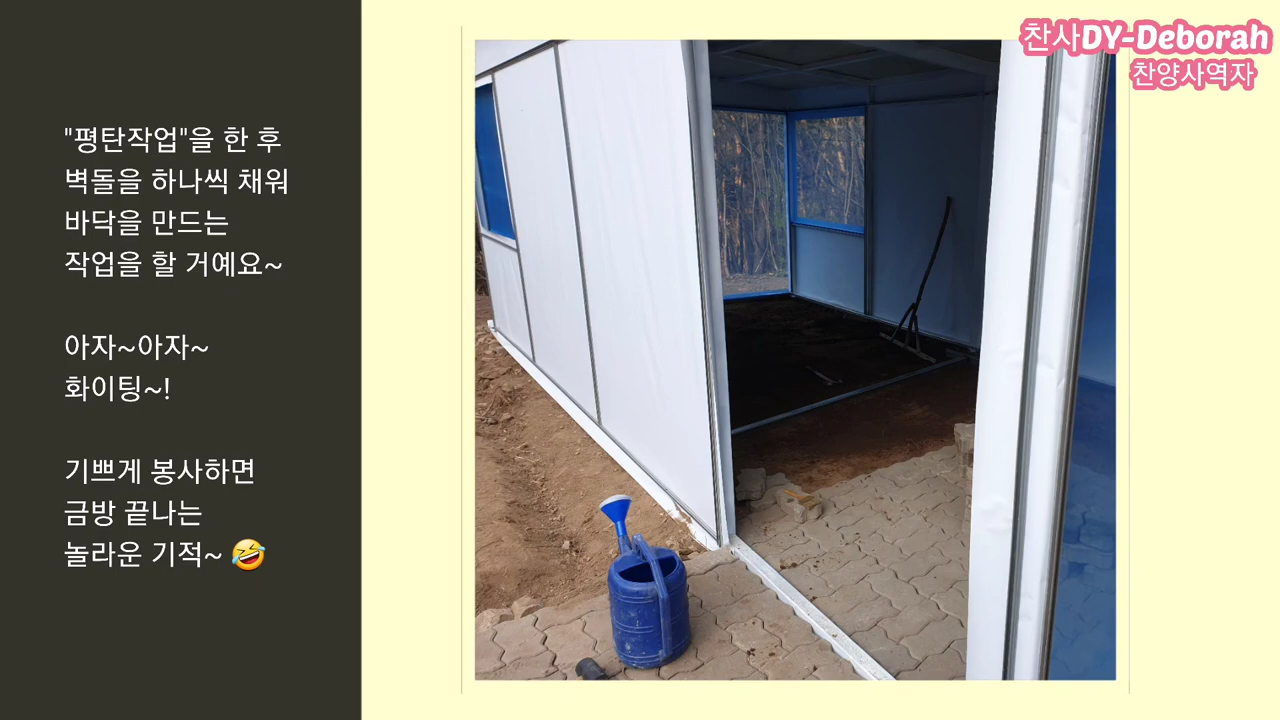 "평탄작업"을 한 후
벽돌을 하나씩 채워
바닥을 만드는
작업을 할 거예요~
아자~아자~
화이팅~!
기쁘게 봉사하면
금방 끝나는
놀라운 기적~ 🤣
찬사DY-Deborah
찬양사역자